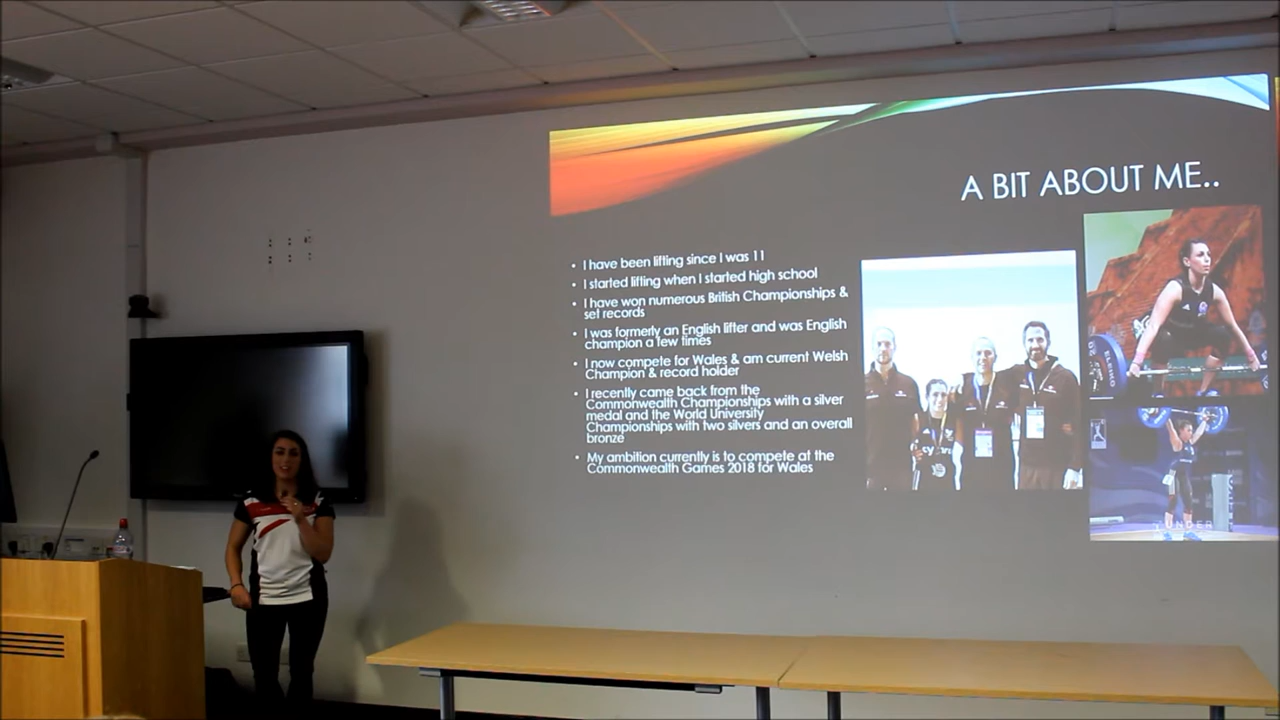 A BIT ABOUT ME..
• I have been lifting since I was 11
• I started lifting when I started high school
• I have won numerous British Championships &
set records
• I was formerly an English lifter and was English
champion a few times
• I now compete for Wales & am current Welsh
Champion & record holder
• I recently came back from the
Commonwealth Championships with a silver
medal and the World University
Championships with two silvers and an overall
bronze
• My ambition currently is to compete at the
Commonwealth Games 2018 for Wales
ELEIKO
UNDER